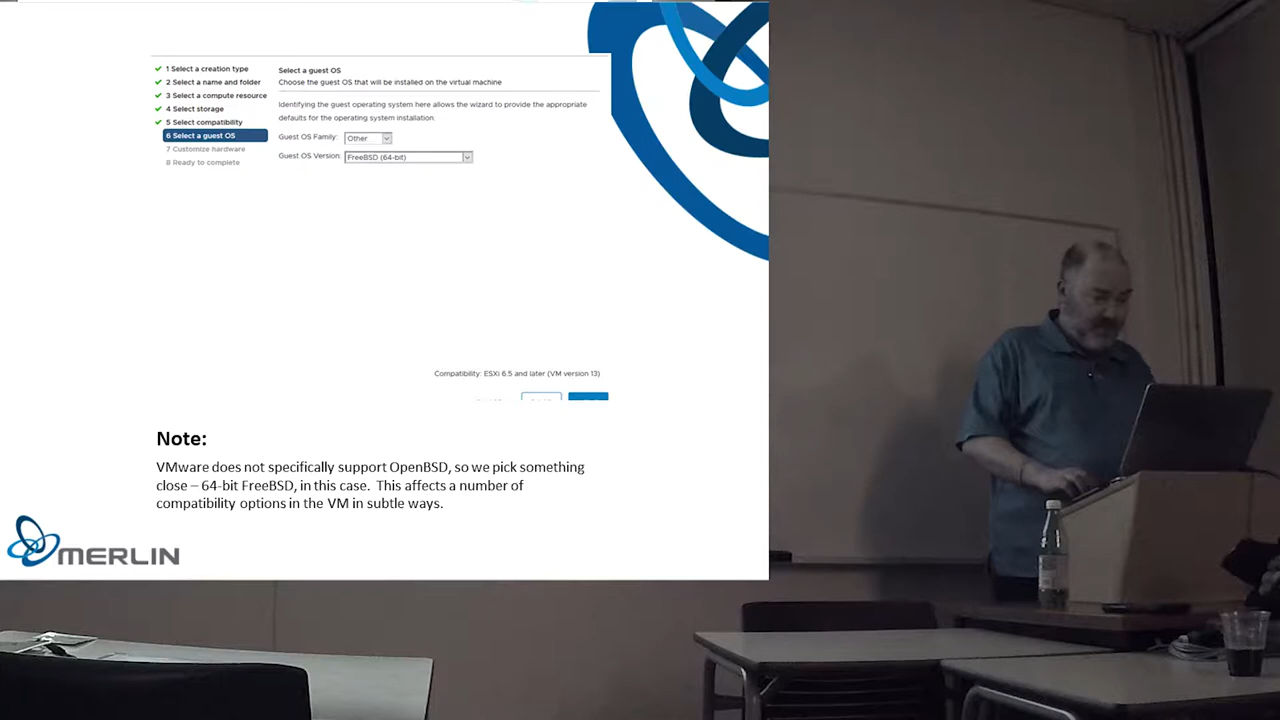 1 Select a creation type
2 Select a name and folder
3 Select a compute resource
4 Select storage
5 Select compatibility
6 Select a guest OS
7 Customize hardware
8 Ready to complete
Select a guest OS
Choose the guest OS that will be installed on the virtual machine
Identifying the guest operating system here allows the wizard to provide the appropriate
defaults for the operating system installation.
Guest OS Family: Other
Guest OS Version: FreeBSD (64-bit)
Compatibility: ESXi 6.5 and later (VM version 13)
Note:
VMware does not specifically support OpenBSD, so we pick something
close – 64-bit FreeBSD, in this case. This affects a number of
compatibility options in the VM in subtle ways.
MERLIN